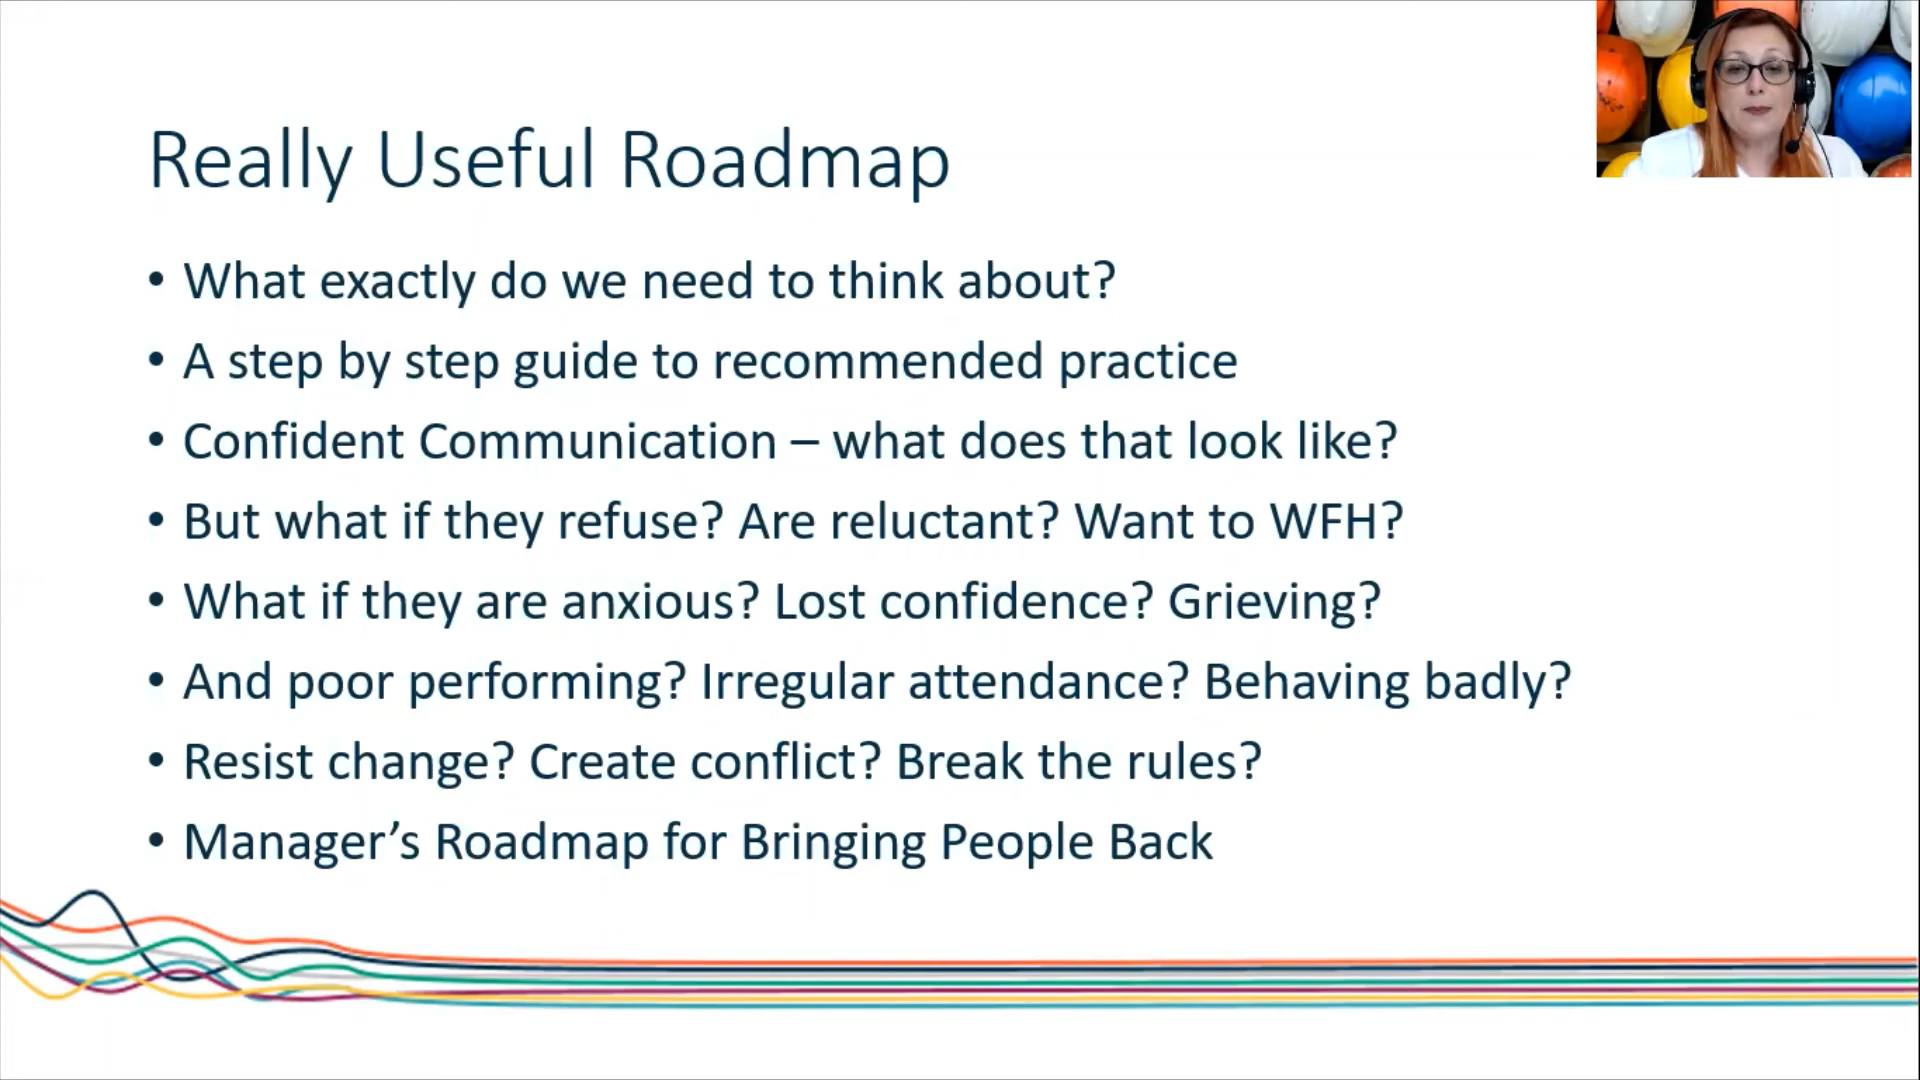 Really Useful Roadmap
• What exactly do we need to think about?
• A step by step guide to recommended practice
• Confident Communication – what does that look like?
• But what if they refuse? Are reluctant? Want to WFH?
• What if they are anxious? Lost confidence? Grieving?
• And poor performing? Irregular attendance? Behaving badly?
• Resist change? Create conflict? Break the rules?
• Manager’s Roadmap for Bringing People Back